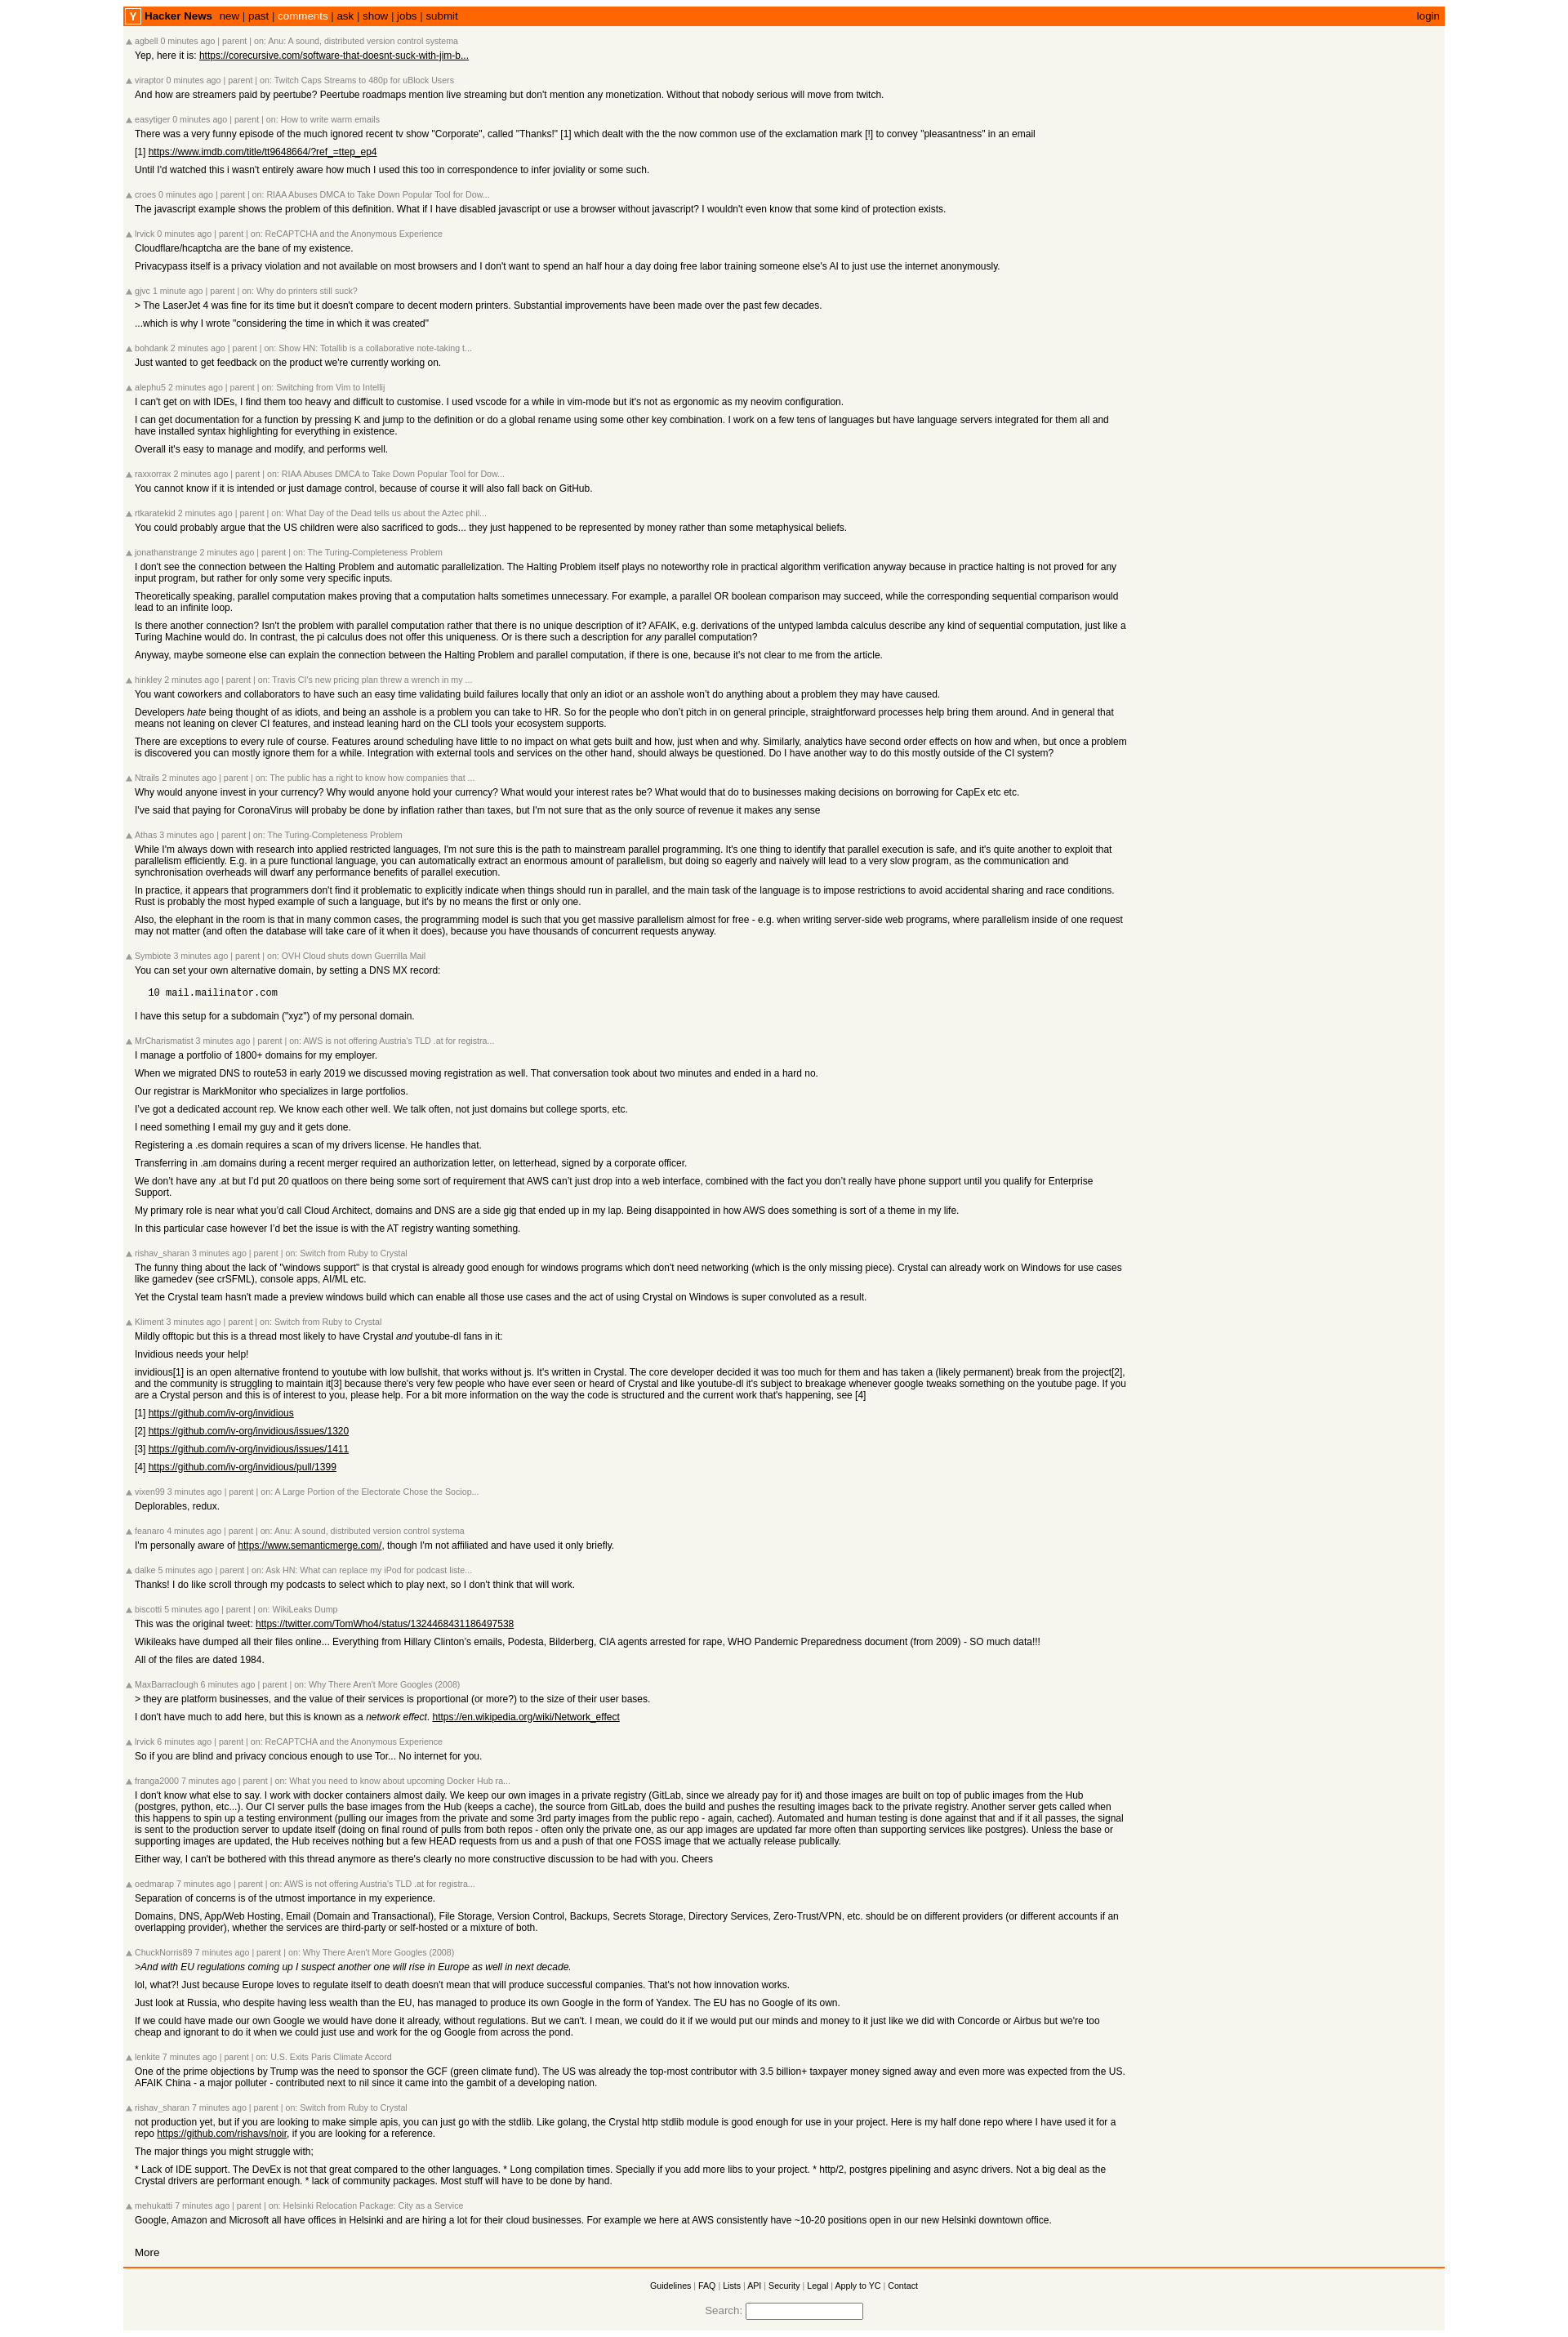 Y Hacker News new | past | comments | ask | show | jobs | submit login
agbell 0 minutes ago | parent | on: Anu: A sound, distributed version control systema
Yep, here it is: https://corecursive.com/software-that-doesnt-suck-with-jim-b...
viraptor 0 minutes ago | parent | on: Twitch Caps Streams to 480p for uBlock Users
And how are streamers paid by peertube? Peertube roadmaps mention live streaming but don't mention any monetization. Without that nobody serious will move from twitch.
easytiger 0 minutes ago | parent | on: How to write warm emails
There was a very funny episode of the much ignored recent tv show "Corporate", called "Thanks!" [1] which dealt with the the now common use of the exclamation mark [!] to convey "pleasantness" in an email
[1] https://www.imdb.com/title/tt9648664/?ref_=ttep_ep4
Until I'd watched this i wasn't entirely aware how much I used this too in correspondence to infer joviality or some such.
croes 0 minutes ago | parent | on: RIAA Abuses DMCA to Take Down Popular Tool for Dow...
The javascript example shows the problem of this definition. What if I have disabled javascript or use a browser without javascript? I wouldn't even know that some kind of protection exists.
lrvick 0 minutes ago | parent | on: ReCAPTCHA and the Anonymous Experience
Cloudflare/hcaptcha are the bane of my existence.
Privacypass itself is a privacy violation and not available on most browsers and I don't want to spend an half hour a day doing free labor training someone else's AI to just use the internet anonymously.
gjvc 1 minute ago | parent | on: Why do printers still suck?
> The LaserJet 4 was fine for its time but it doesn't compare to decent modern printers. Substantial improvements have been made over the past few decades.
...which is why I wrote "considering the time in which it was created"
bohdank 2 minutes ago | parent | on: Show HN: Totallib is a collaborative note-taking t...
Just wanted to get feedback on the product we're currently working on.
alephu5 2 minutes ago | parent | on: Switching from Vim to Intellij
I can't get on with IDEs, I find them too heavy and difficult to customise. I used vscode for a while in vim-mode but it's not as ergonomic as my neovim configuration.
I can get documentation for a function by pressing K and jump to the definition or do a global rename using some other key combination. I work on a few tens of languages but have language servers integrated for them all and
have installed syntax highlighting for everything in existence.
Overall it's easy to manage and modify, and performs well.
raxxorrax 2 minutes ago | parent | on: RIAA Abuses DMCA to Take Down Popular Tool for Dow...
You cannot know if it is intended or just damage control, because of course it will also fall back on GitHub.
rtkaratekid 2 minutes ago | parent | on: What Day of the Dead tells us about the Aztec phil...
You could probably argue that the US children were also sacrificed to gods... they just happened to be represented by money rather than some metaphysical beliefs.
jonathanstrange 2 minutes ago | parent | on: The Turing-Completeness Problem
I don't see the connection between the Halting Problem and automatic parallelization. The Halting Problem itself plays no noteworthy role in practical algorithm verification anyway because in practice halting is not proved for any
input program, but rather for only some very specific inputs.
Theoretically speaking, parallel computation makes proving that a computation halts sometimes unnecessary. For example, a parallel OR boolean comparison may succeed, while the corresponding sequential comparison would
lead to an infinite loop.
Is there another connection? Isn't the problem with parallel computation rather that there is no unique description of it? AFAIK, e.g. derivations of the untyped lambda calculus describe any kind of sequential computation, just like a
Turing Machine would do. In contrast, the pi calculus does not offer this uniqueness. Or is there such a description for any parallel computation?
Anyway, maybe someone else can explain the connection between the Halting Problem and parallel computation, if there is one, because it's not clear to me from the article.
hinkley 2 minutes ago | parent | on: Travis CI's new pricing plan threw a wrench in my ...
You want coworkers and collaborators to have such an easy time validating build failures locally that only an idiot or an asshole won’t do anything about a problem they may have caused.
Developers hate being thought of as idiots, and being an asshole is a problem you can take to HR. So for the people who don’t pitch in on general principle, straightforward processes help bring them around. And in general that
means not leaning on clever CI features, and instead leaning hard on the CLI tools your ecosystem supports.
There are exceptions to every rule of course. Features around scheduling have little to no impact on what gets built and how, just when and why. Similarly, analytics have second order effects on how and when, but once a problem
is discovered you can mostly ignore them for a while. Integration with external tools and services on the other hand, should always be questioned. Do I have another way to do this mostly outside of the CI system?
Ntrails 2 minutes ago | parent | on: The public has a right to know how companies that ...
Why would anyone invest in your currency? Why would anyone hold your currency? What would your interest rates be? What would that do to businesses making decisions on borrowing for CapEx etc etc.
I've said that paying for CoronaVirus will probaby be done by inflation rather than taxes, but I'm not sure that as the only source of revenue it makes any sense
Athas 3 minutes ago | parent | on: The Turing-Completeness Problem
While I'm always down with research into applied restricted languages, I'm not sure this is the path to mainstream parallel programming. It's one thing to identify that parallel execution is safe, and it's quite another to exploit that
parallelism efficiently. E.g. in a pure functional language, you can automatically extract an enormous amount of parallelism, but doing so eagerly and naively will lead to a very slow program, as the communication and
synchronisation overheads will dwarf any performance benefits of parallel execution.
In practice, it appears that programmers don't find it problematic to explicitly indicate when things should run in parallel, and the main task of the language is to impose restrictions to avoid accidental sharing and race conditions.
Rust is probably the most hyped example of such a language, but it's by no means the first or only one.
Also, the elephant in the room is that in many common cases, the programming model is such that you get massive parallelism almost for free - e.g. when writing server-side web programs, where parallelism inside of one request
may not matter (and often the database will take care of it when it does), because you have thousands of concurrent requests anyway.
Symbiote 3 minutes ago | parent | on: OVH Cloud shuts down Guerrilla Mail
You can set your own alternative domain, by setting a DNS MX record:
10 mail.mailinator.com
I have this setup for a subdomain ("xyz") of my personal domain.
MrCharismatist 3 minutes ago | parent | on: AWS is not offering Austria's TLD .at for registra...
I manage a portfolio of 1800+ domains for my employer.
When we migrated DNS to route53 in early 2019 we discussed moving registration as well. That conversation took about two minutes and ended in a hard no.
Our registrar is MarkMonitor who specializes in large portfolios.
I’ve got a dedicated account rep. We know each other well. We talk often, not just domains but college sports, etc.
I need something I email my guy and it gets done.
Registering a .es domain requires a scan of my drivers license. He handles that.
Transferring in .am domains during a recent merger required an authorization letter, on letterhead, signed by a corporate officer.
We don’t have any .at but I’d put 20 quatloos on there being some sort of requirement that AWS can’t just drop into a web interface, combined with the fact you don’t really have phone support until you qualify for Enterprise
Support.
My primary role is near what you’d call Cloud Architect, domains and DNS are a side gig that ended up in my lap. Being disappointed in how AWS does something is sort of a theme in my life.
In this particular case however I’d bet the issue is with the AT registry wanting something.
rishav_sharan 3 minutes ago | parent | on: Switch from Ruby to Crystal
The funny thing about the lack of "windows support" is that crystal is already good enough for windows programs which don't need networking (which is the only missing piece). Crystal can already work on Windows for use cases
like gamedev (see crSFML), console apps, AI/ML etc.
Yet the Crystal team hasn't made a preview windows build which can enable all those use cases and the act of using Crystal on Windows is super convoluted as a result.
Kliment 3 minutes ago | parent | on: Switch from Ruby to Crystal
Mildly offtopic but this is a thread most likely to have Crystal and youtube-dl fans in it:
Invidious needs your help!
invidious[1] is an open alternative frontend to youtube with low bullshit, that works without js. It's written in Crystal. The core developer decided it was too much for them and has taken a (likely permanent) break from the project[2],
and the community is struggling to maintain it[3] because there's very few people who have ever seen or heard of Crystal and like youtube-dl it's subject to breakage whenever google tweaks something on the youtube page. If you
are a Crystal person and this is of interest to you, please help. For a bit more information on the way the code is structured and the current work that's happening, see [4]
[1] https://github.com/iv-org/invidious
[2] https://github.com/iv-org/invidious/issues/1320
[3] https://github.com/iv-org/invidious/issues/1411
[4] https://github.com/iv-org/invidious/pull/1399
vixen99 3 minutes ago | parent | on: A Large Portion of the Electorate Chose the Sociop...
Deplorables, redux.
feanaro 4 minutes ago | parent | on: Anu: A sound, distributed version control systema
I'm personally aware of https://www.semanticmerge.com/, though I'm not affiliated and have used it only briefly.
dalke 5 minutes ago | parent | on: Ask HN: What can replace my iPod for podcast liste...
Thanks! I do like scroll through my podcasts to select which to play next, so I don't think that will work.
biscotti 5 minutes ago | parent | on: WikiLeaks Dump
This was the original tweet: https://twitter.com/TomWho4/status/1324468431186497538
Wikileaks have dumped all their files online... Everything from Hillary Clinton’s emails, Podesta, Bilderberg, CIA agents arrested for rape, WHO Pandemic Preparedness document (from 2009) - SO much data!!!
All of the files are dated 1984.
MaxBarraclough 6 minutes ago | parent | on: Why There Aren't More Googles (2008)
> they are platform businesses, and the value of their services is proportional (or more?) to the size of their user bases.
I don't have much to add here, but this is known as a network effect. https://en.wikipedia.org/wiki/Network_effect
lrvick 6 minutes ago | parent | on: ReCAPTCHA and the Anonymous Experience
So if you are blind and privacy concious enough to use Tor... No internet for you.
franga2000 7 minutes ago | parent | on: What you need to know about upcoming Docker Hub ra...
I don't know what else to say. I work with docker containers almost daily. We keep our own images in a private registry (GitLab, since we already pay for it) and those images are built on top of public images from the Hub
(postgres, python, etc...). Our CI server pulls the base images from the Hub (keeps a cache), the source from GitLab, does the build and pushes the resulting images back to the private registry. Another server gets called when
this happens to spin up a testing environment (pulling our images from the private and some 3rd party images from the public repo - again, cached). Automated and human testing is done against that and if it all passes, the signal
is sent to the production server to update itself (doing on final round of pulls from both repos - often only the private one, as our app images are updated far more often than supporting services like postgres). Unless the base or
supporting images are updated, the Hub receives nothing but a few HEAD requests from us and a push of that one FOSS image that we actually release publically.
Either way, I can't be bothered with this thread anymore as there's clearly no more constructive discussion to be had with you. Cheers
oedmarap 7 minutes ago | parent | on: AWS is not offering Austria's TLD .at for registra...
Separation of concerns is of the utmost importance in my experience.
Domains, DNS, App/Web Hosting, Email (Domain and Transactional), File Storage, Version Control, Backups, Secrets Storage, Directory Services, Zero-Trust/VPN, etc. should be on different providers (or different accounts if an
overlapping provider), whether the services are third-party or self-hosted or a mixture of both.
ChuckNorris89 7 minutes ago | parent | on: Why There Aren't More Googles (2008)
>And with EU regulations coming up I suspect another one will rise in Europe as well in next decade.
lol, what?! Just because Europe loves to regulate itself to death doesn't mean that will produce successful companies. That's not how innovation works.
Just look at Russia, who despite having less wealth than the EU, has managed to produce its own Google in the form of Yandex. The EU has no Google of its own.
If we could have made our own Google we would have done it already, without regulations. But we can't. I mean, we could do it if we would put our minds and money to it just like we did with Concorde or Airbus but we're too
cheap and ignorant to do it when we could just use and work for the og Google from across the pond.
lenkite 7 minutes ago | parent | on: U.S. Exits Paris Climate Accord
One of the prime objections by Trump was the need to sponsor the GCF (green climate fund). The US was already the top-most contributor with 3.5 billion+ taxpayer money signed away and even more was expected from the US.
AFAIK China - a major polluter - contributed next to nil since it came into the gambit of a developing nation.
rishav_sharan 7 minutes ago | parent | on: Switch from Ruby to Crystal
not production yet, but if you are looking to make simple apis, you can just go with the stdlib. Like golang, the Crystal http stdlib module is good enough for use in your project. Here is my half done repo where I have used it for a
repo https://github.com/rishavs/noir, if you are looking for a reference.
The major things you might struggle with;
* Lack of IDE support. The DevEx is not that great compared to the other languages. * Long compilation times. Specially if you add more libs to your project. * http/2, postgres pipelining and async drivers. Not a big deal as the
Crystal drivers are performant enough. * lack of community packages. Most stuff will have to be done by hand.
mehukatti 7 minutes ago | parent | on: Helsinki Relocation Package: City as a Service
Google, Amazon and Microsoft all have offices in Helsinki and are hiring a lot for their cloud businesses. For example we here at AWS consistently have ~10-20 positions open in our new Helsinki downtown office.
More
Guidelines | FAQ | Lists | API | Security | Legal | Apply to YC | Contact
Search: